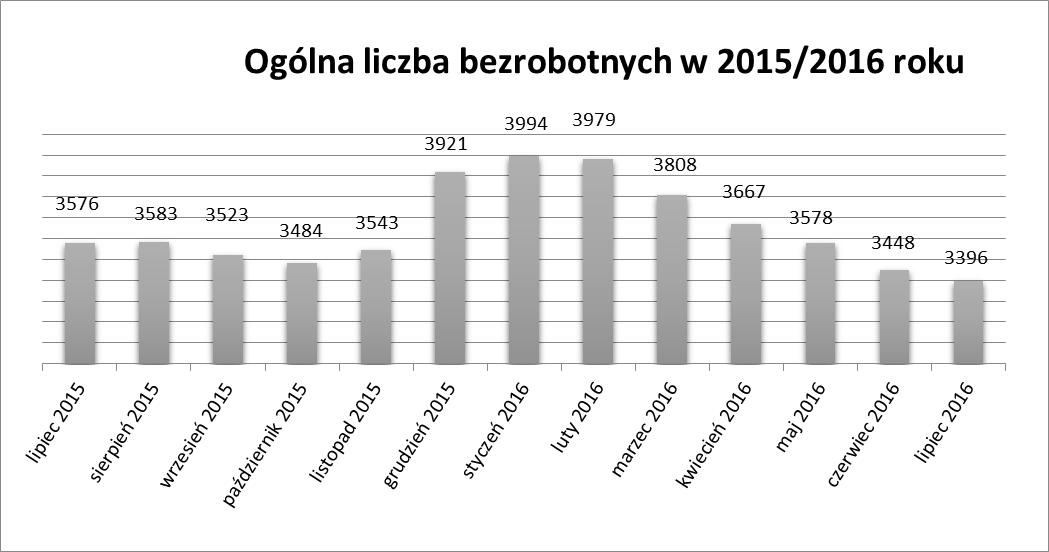 Ogólna liczba bezrobotnych w 2015/2016 roku
3576
3583
3523
3484
3543
3921
3994
3979
3808
3667
3578
3448
3396
lipiec 2015
sierpień 2015
wrzesień 2015
październik 2015
listopad 2015
grudzień 2015
styczeń 2016
luty 2016
marzec 2016
kwiecień 2016
maj 2016
czerwiec 2016
lipiec 2016